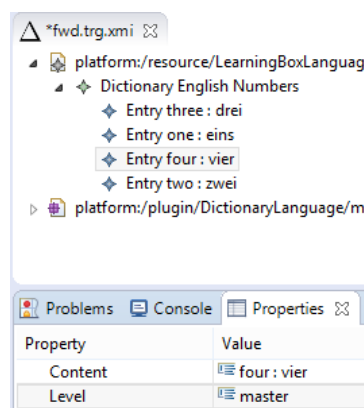 *fwd.trg.xmi
platform:/resource/LearningBoxLanguag
Dictionary English Numbers
Entry three : drei
Entry one : eins
Entry four : vier
Entry two : zwei
platform:/plugin/DictionaryLanguage/m
Problems Console Properties
Property Value
Content four : vier
Level master